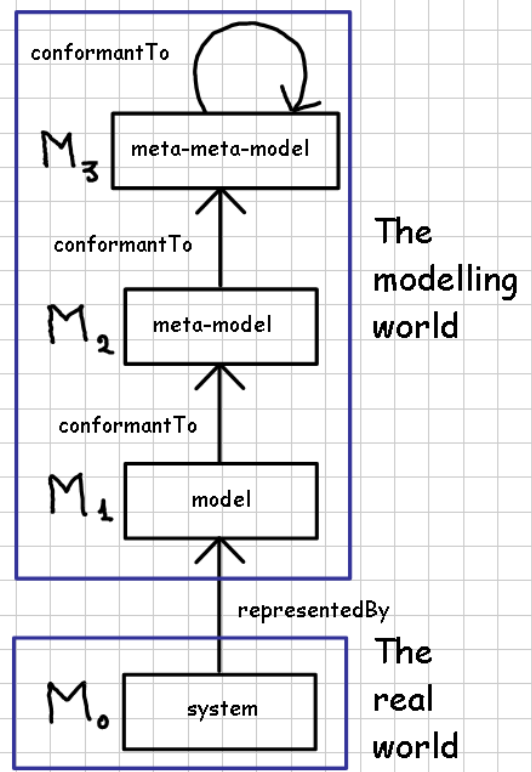 conformantTo
M3
meta-meta-model
conformantTo
The
modelling
world
M2
meta-model
conformantTo
M1
model
representedBy
The
real
world
M0
system